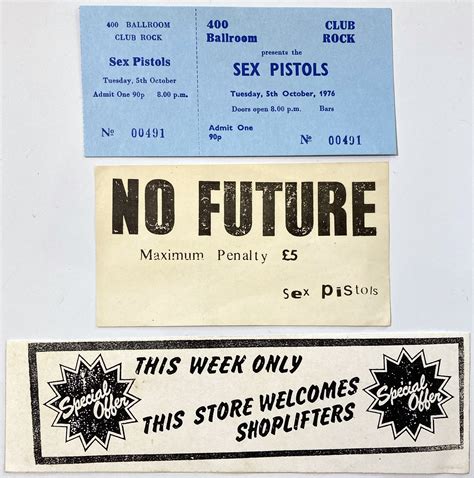 400 BALLROOM
CLUB ROCK
Sex Pistols
Tuesday, 5th October
Admit One 90p 8.00 p.m.
№ 00491
400 Ballroom
CLUB ROCK
presents the
SEX PISTOLS
Tuesday, 5th October, 1976
Doors open 8.00 p.m. Bars
Admit One
90p
№ 00491
NO FUTURE
Maximum Penalty £5
sex pistols
Special Offer
THIS WEEK ONLY
THIS STORE WELCOMES
SHOPLIFTERS
Special Offer